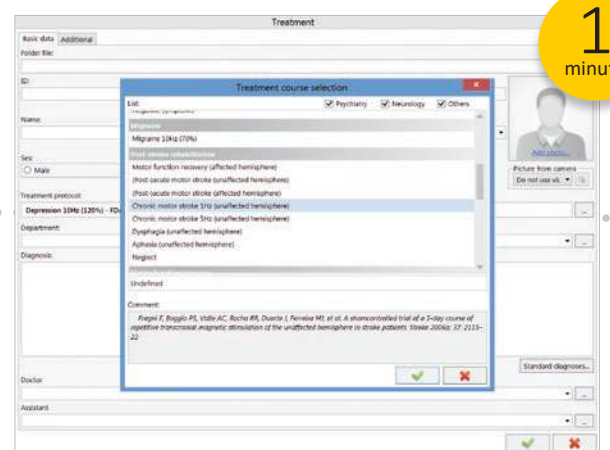 Treatment
1
minut
Basic data Additional
Folder file:
ID:
Treatment course selection
List:
Psychiatry Neurology Others
Migraine
Migraine 10Hz (70%)
Name:
Post-stroke rehabilitation
Motor function recovery (affected hemisphere)
(Post-)acute motor stroke (unaffected hemisphere)
(Post-)acute motor stroke (affected hemisphere)
Chronic motor stroke 1Hz (unaffected hemisphere)
Chronic motor stroke 5Hz (unaffected hemisphere)
Dysphagia (unaffected hemisphere)
Aphasia (unaffected hemisphere)
Neglect
Sex:
Male
Picture from camera
Do not use vic
Treatment protocol:
Depression 10Hz (120%) - FDA
Department:
Diagnosis:
Undefined
Comment:
Fregni F, Boggio PS, Valle AC, Rocha RR, Duarte J, Ferreira MJ, et al. A shamcontrolled trial of a 5-day course of
repetitive transcranial magnetic stimulation of the unaffected hemisphere in stroke patients. Stroke 2006a; 37: 2115-
22
Standard diagnoses...
Doctor
Assistant